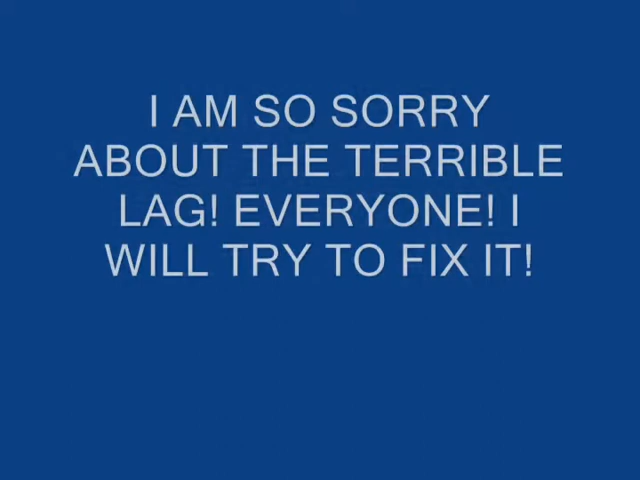 I AM SO SORRY
ABOUT THE TERRIBLE
LAG! EVERYONE! I
WILL TRY TO FIX IT!